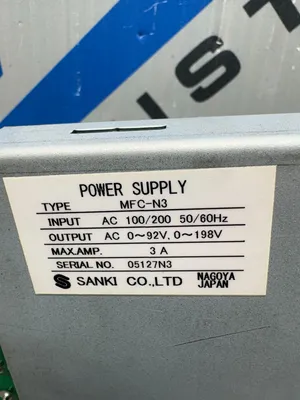 IST
POWER SUPPLY
TYPE MFC-N3
INPUT AC 100/200 50/60Hz
OUTPUT AC 0~92V, 0~198V
MAX.AMP. 3 A
SERIAL NO. 05127N3
SANKI CO.,LTD NAGOYA JAPAN